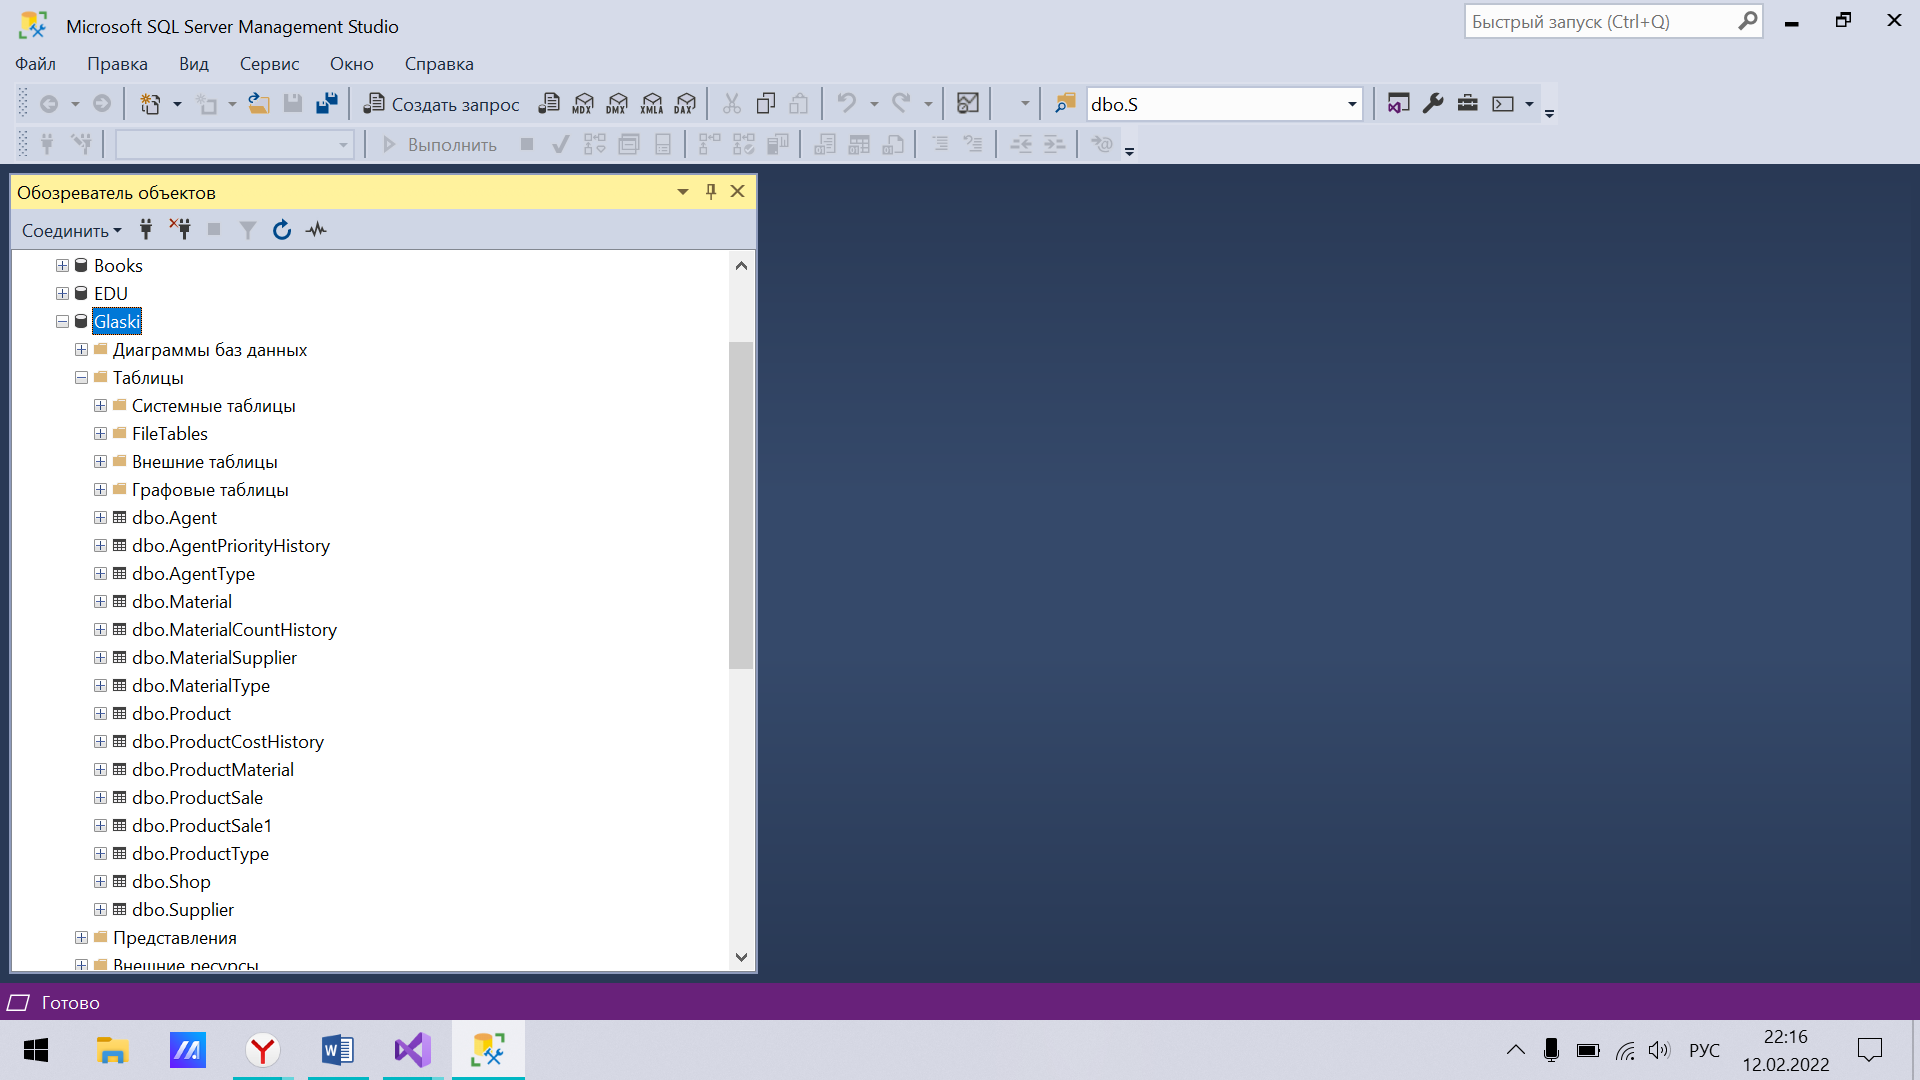 Microsoft SQL Server Management Studio
Быстрый запуск (Ctrl+Q)
Файл Правка Вид Сервис Окно Справка
Создать запрос MDX DMX XMLA DAX dbo.S
Выполнить
Обозреватель объектов
Соединить
Books
EDU
Glaski
Диаграммы баз данных
Таблицы
Системные таблицы
FileTables
Внешние таблицы
Графовые таблицы
dbo.Agent
dbo.AgentPriorityHistory
dbo.AgentType
dbo.Material
dbo.MaterialCountHistory
dbo.MaterialSupplier
dbo.MaterialType
dbo.Product
dbo.ProductCostHistory
dbo.ProductMaterial
dbo.ProductSale
dbo.ProductSale1
dbo.ProductType
dbo.Shop
dbo.Supplier
Представления
Внешние ресурсы
Готово
РУС
22:16
12.02.2022